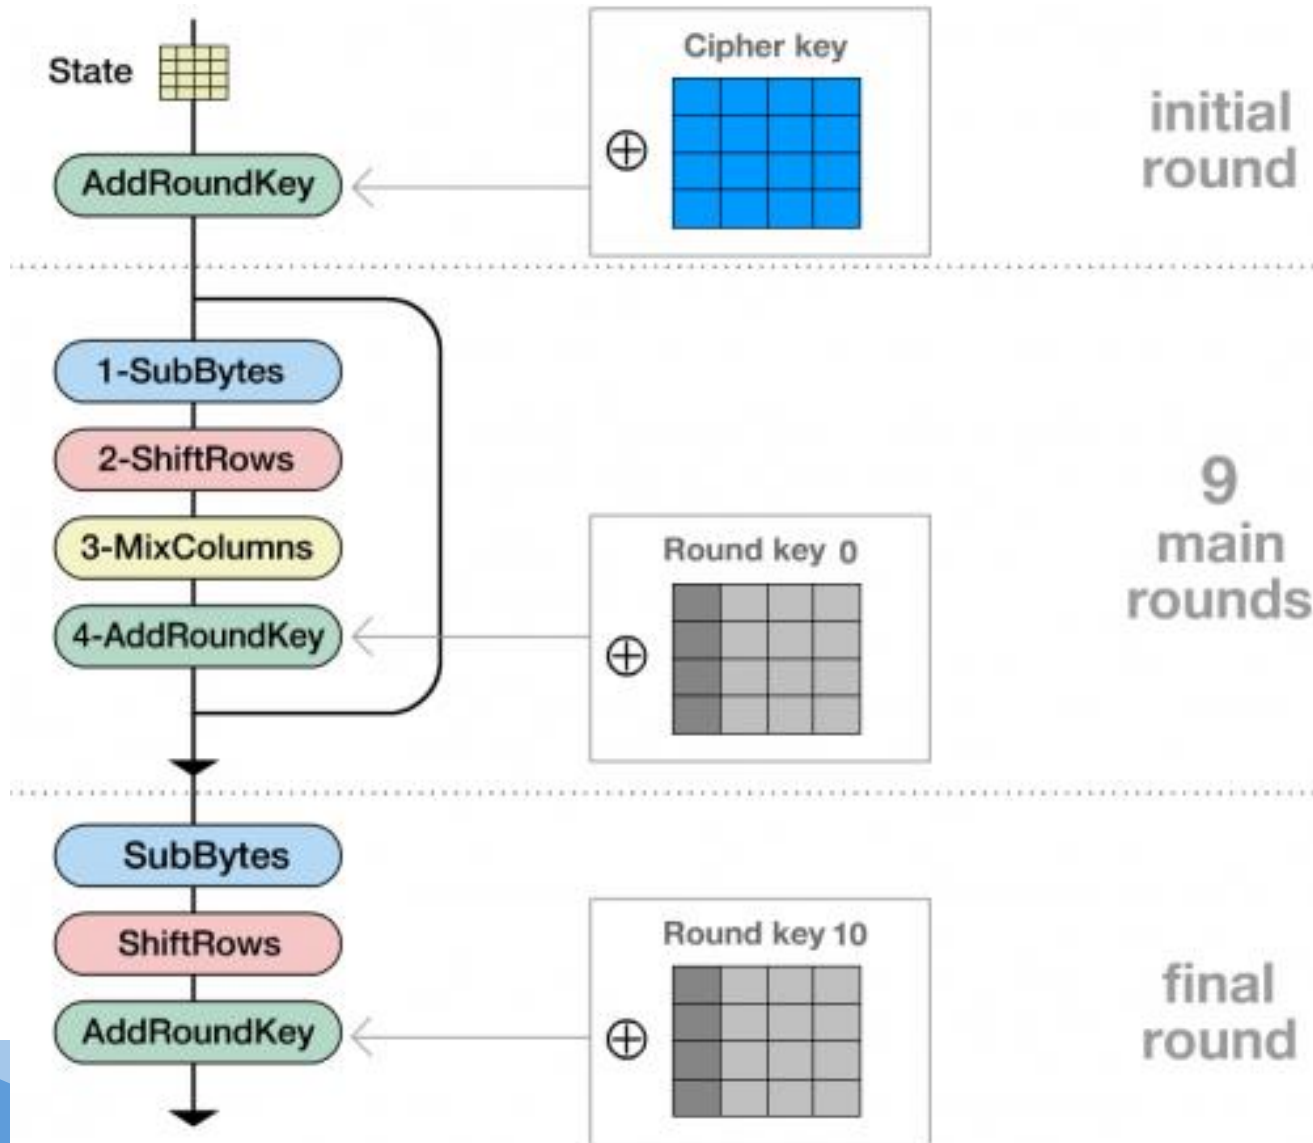 State
Cipher key
initial
round
AddRoundKey
1-SubBytes
2-ShiftRows
3-MixColumns
4-AddRoundKey
Round key 0
9
main
rounds
SubBytes
ShiftRows
AddRoundKey
Round key 10
final
round